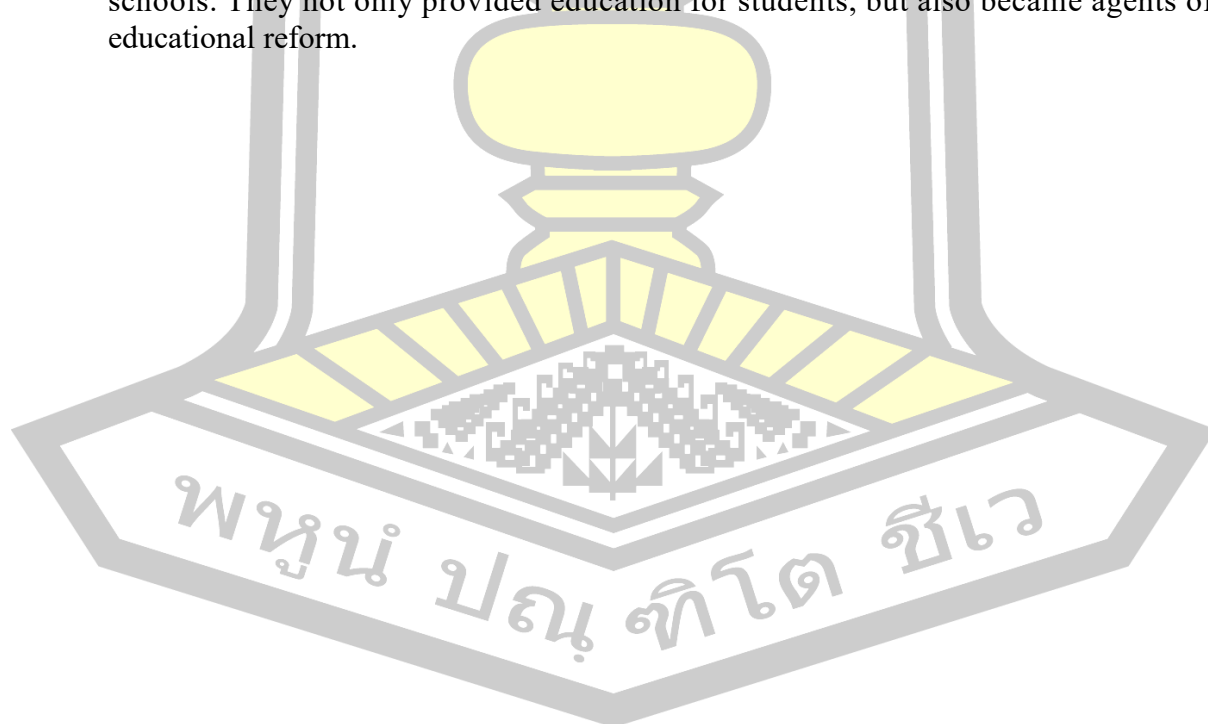 schools. They not only provided education for students, but also became agents of
educational reform.
พหูนํ ปณฺฑิโต ชีเว